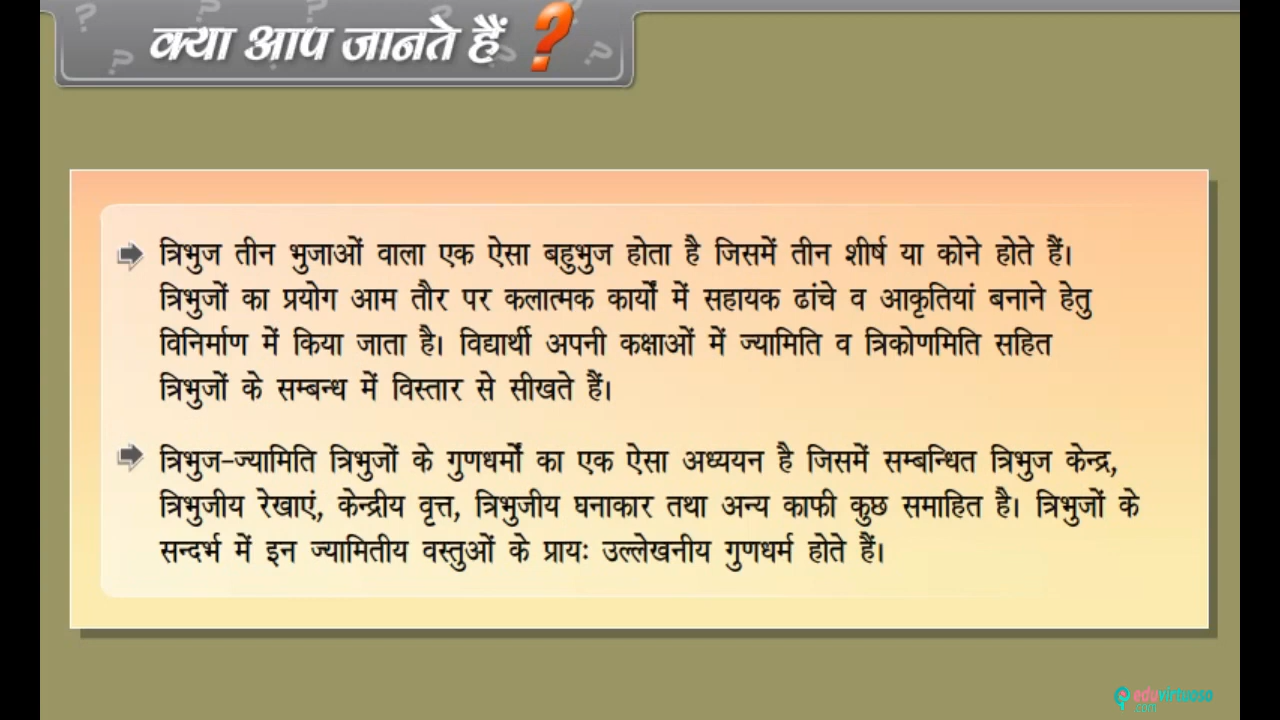 क्या आप जानते हैं ?
त्रिभुज तीन भुजाओं वाला एक ऐसा बहुभुज होता है जिसमें तीन शीर्ष या कोने होते हैं।
त्रिभुजों का प्रयोग आम तौर पर कलात्मक कार्यों में सहायक ढांचे व आकृतियां बनाने हेतु
विनिर्माण में किया जाता है। विद्यार्थी अपनी कक्षाओं में ज्यामिति व त्रिकोणमिति सहित
त्रिभुजों के सम्बन्ध में विस्तार से सीखते हैं।
त्रिभुज-ज्यामिति त्रिभुजों के गुणधर्मों का एक ऐसा अध्ययन है जिसमें सम्बन्धित त्रिभुज केन्द्र,
त्रिभुजीय रेखाएं, केन्द्रीय वृत्त, त्रिभुजीय घनाकार तथा अन्य काफी कुछ समाहित है। त्रिभुजों के
सन्दर्भ में इन ज्यामितीय वस्तुओं के प्रायः उल्लेखनीय गुणधर्म होते हैं।
eduvirtuoso
.com